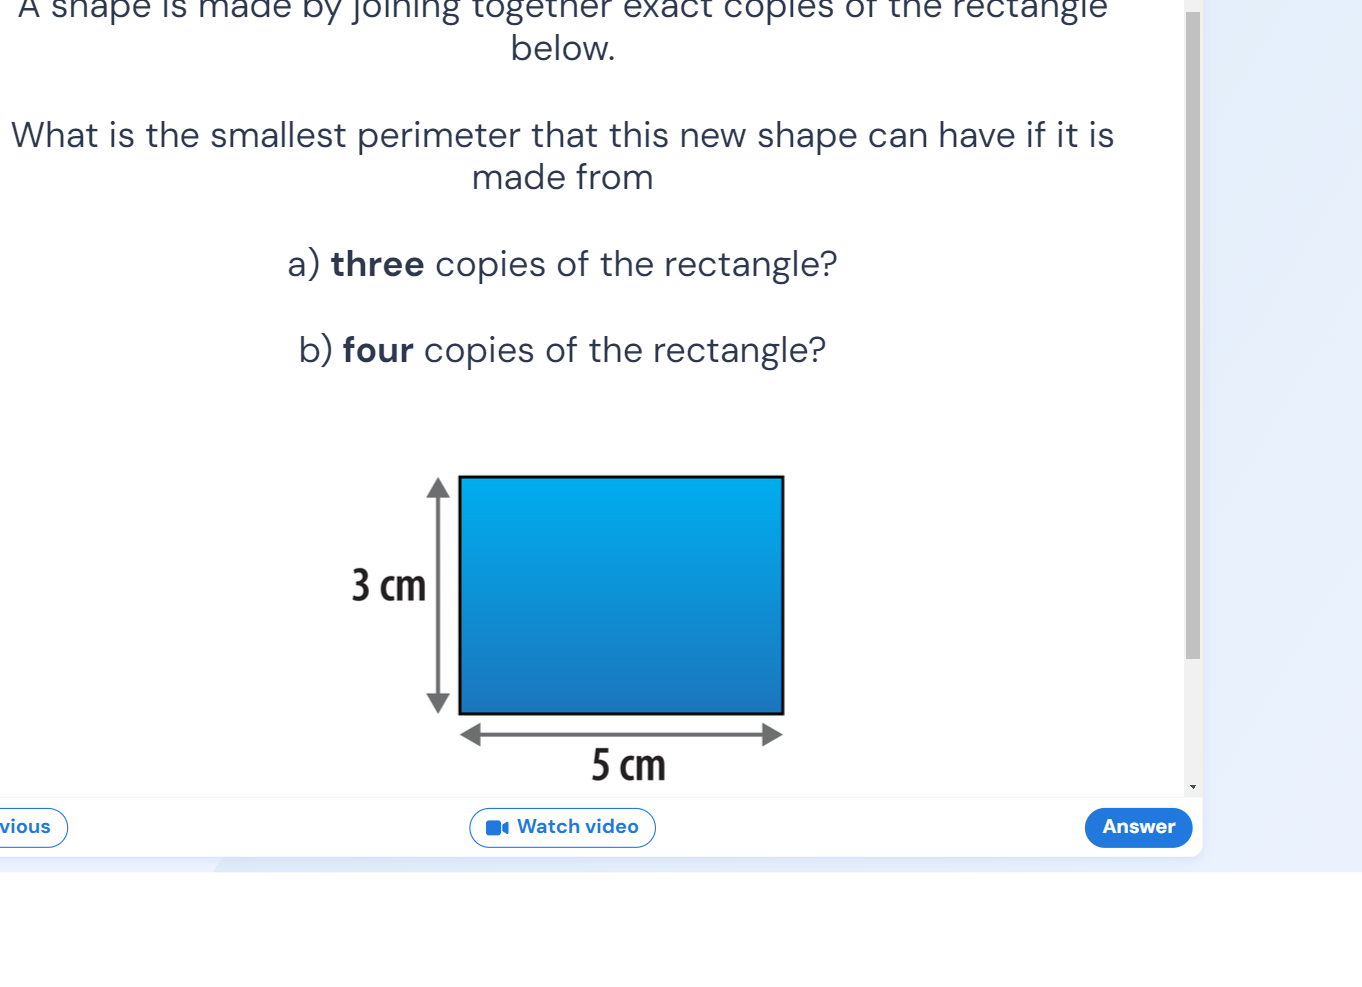 A shape is made by joining together exact copies of the rectangle
below.
What is the smallest perimeter that this new shape can have if it is
made from
a) three copies of the rectangle?
b) four copies of the rectangle?
3 cm
5 cm
vious
Watch video
Answer